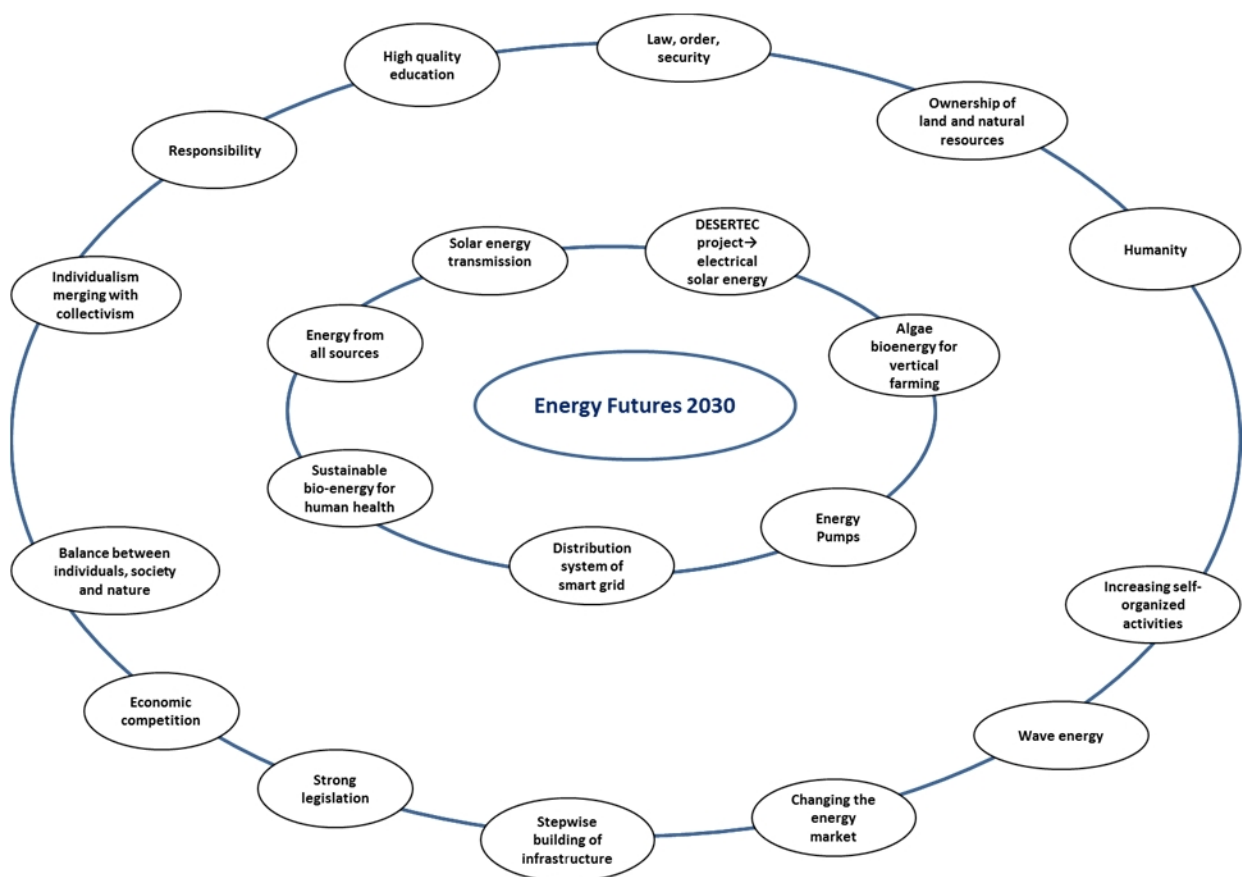 Law, order,
security
High quality
education
Ownership of
land and natural
resources
Responsibility
Humanity
Individualism
merging with
collectivism
Solar energy
transmission
DESERTEC
project→
electrical
solar energy
Energy from
all sources
Algae
bioenergy for
vertical
farming
Energy Futures 2030
Sustainable
bio-energy for
human health
Energy
Pumps
Distribution
system of
smart grid
Balance between
individuals, society
and nature
Increasing self-
organized
activities
Economic
competition
Wave energy
Strong
legislation
Changing the
energy
market
Stepwise
building of
infrastructure